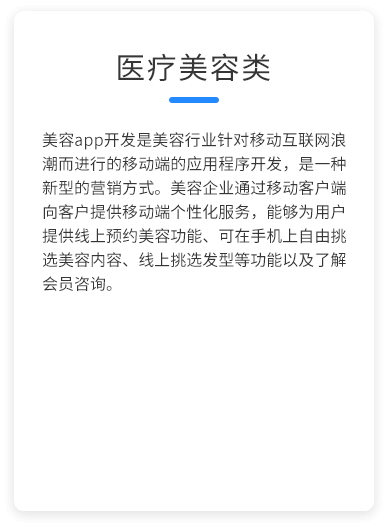 医疗美容类
美容app开发是美容行业针对移动互联网浪
潮而进行的移动端的应用程序开发，是一种
新型的营销方式。美容企业通过移动客户端
向客户提供移动端个性化服务，能够为用户
提供线上预约美容功能、可在手机上自由挑
选美容内容、线上挑选发型等功能以及了解
会员咨询。